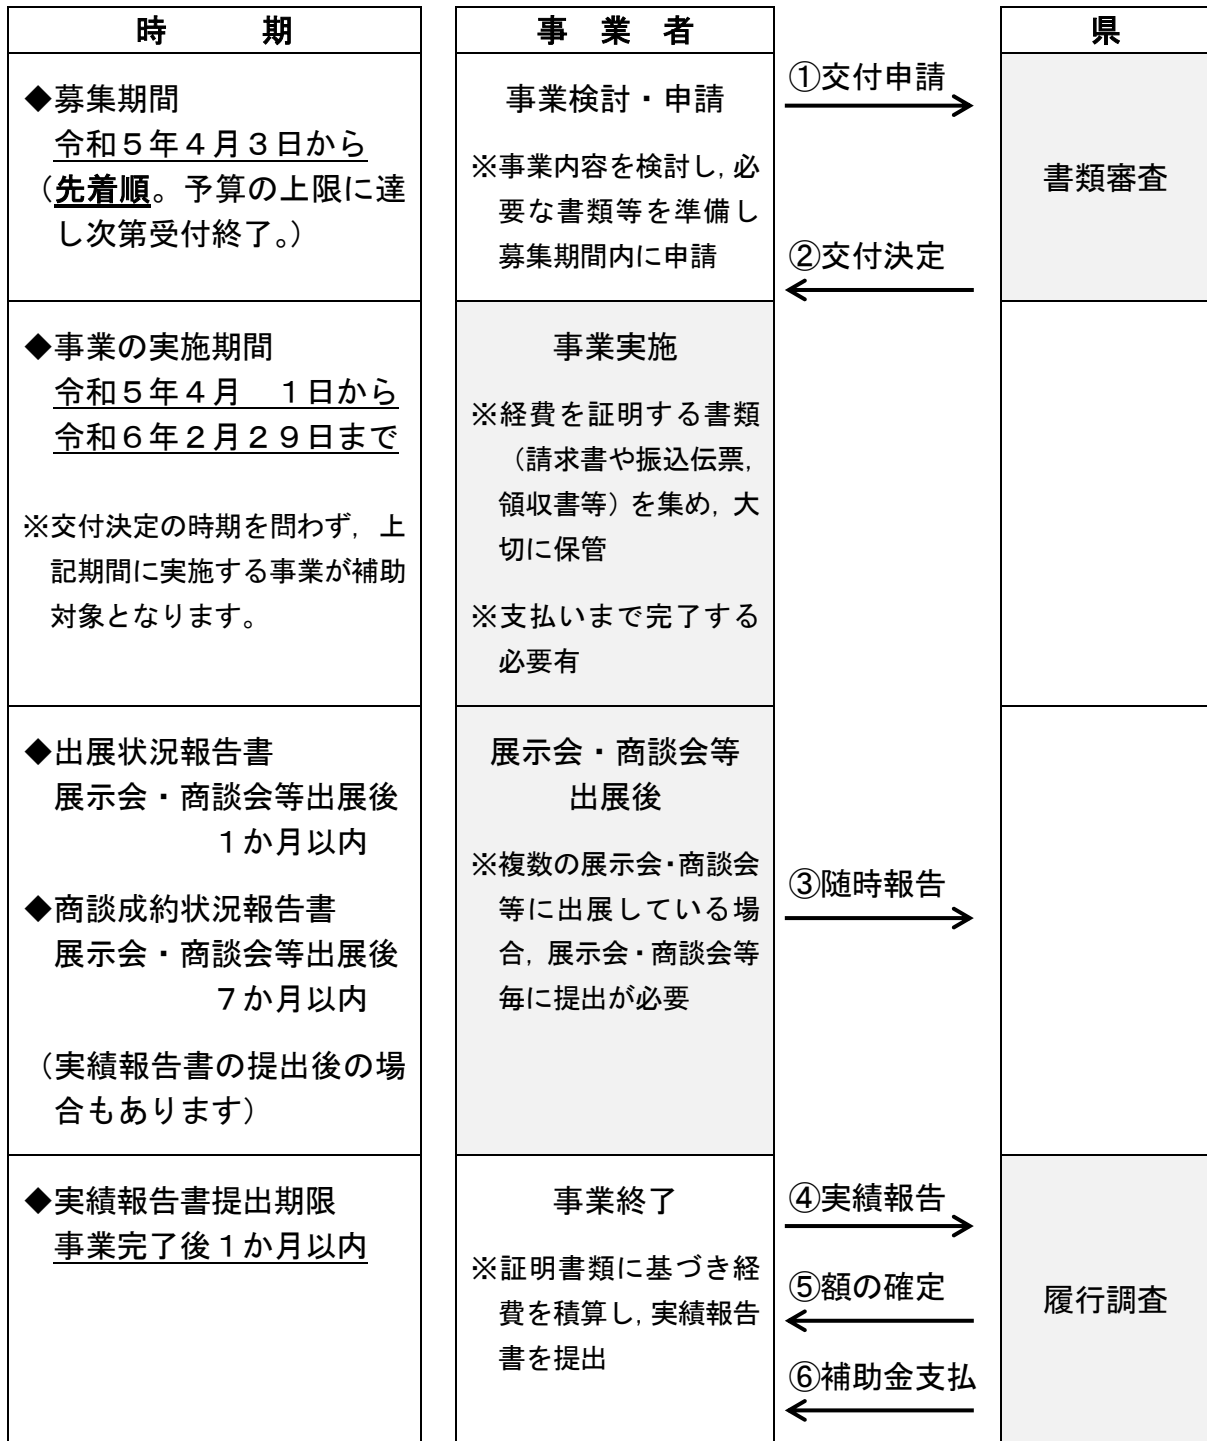 時　期
事　業　者
県
◆募集期間
令和５年４月３日から
（先着順。予算の上限に達
し次第受付終了。）
事業検討・申請
※事業内容を検討し，必
要な書類等を準備し
募集期間内に申請
①交付申請
②交付決定
書類審査
◆事業の実施期間
令和５年４月　１日から
令和６年２月２９日まで
※交付決定の時期を問わず，上
記期間に実施する事業が補助
対象となります。
事業実施
※経費を証明する書類
（請求書や振込伝票，
領収書等）を集め，大
切に保管
※支払いまで完了する
必要有
◆出展状況報告書
展示会・商談会等出展後
１か月以内
◆商談成約状況報告書
展示会・商談会等出展後
７か月以内
（実績報告書の提出後の場
合もあります）
展示会・商談会等
出展後
※複数の展示会・商談会
等に出展している場
合，展示会・商談会等
毎に提出が必要
③随時報告
◆実績報告書提出期限
事業完了後１か月以内
事業終了
※証明書類に基づき経
費を積算し，実績報告
書を提出
④実績報告
⑤額の確定
⑥補助金支払
履行調査